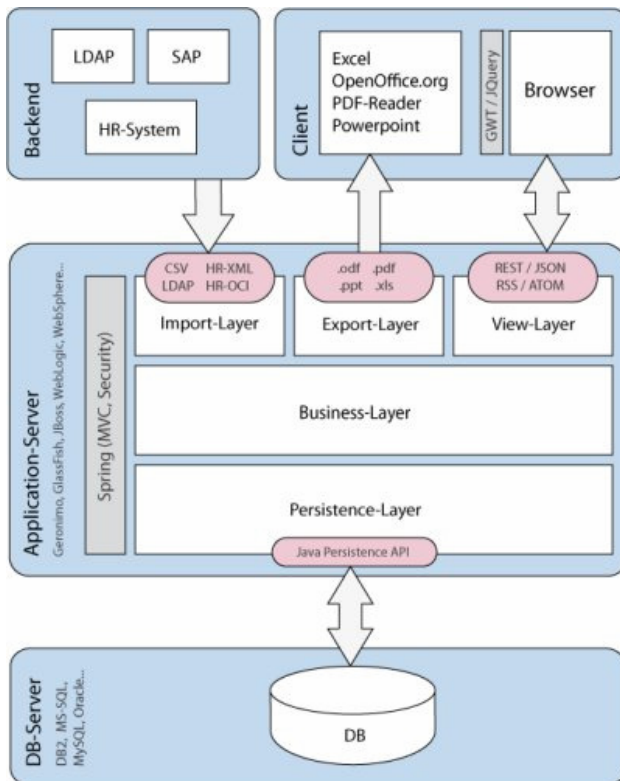 Backend
LDAP
SAP
HR-System
Client
Excel
OpenOffice.org
PDF-Reader
Powerpoint
GWT / JQuery
Browser
Application-Server
Geronimo, GlassFish, JBoss, WebLogic, WebSphere...
Spring (MVC, Security)
CSV HR-XML
LDAP HR-OCI
Import-Layer
.odf .pdf
.ppt .xls
Export-Layer
REST / JSON
RSS / ATOM
View-Layer
Business-Layer
Persistence-Layer
Java Persistence API
DB-Server
DB2, MS-SQL,
MySQL, Oracle...
DB